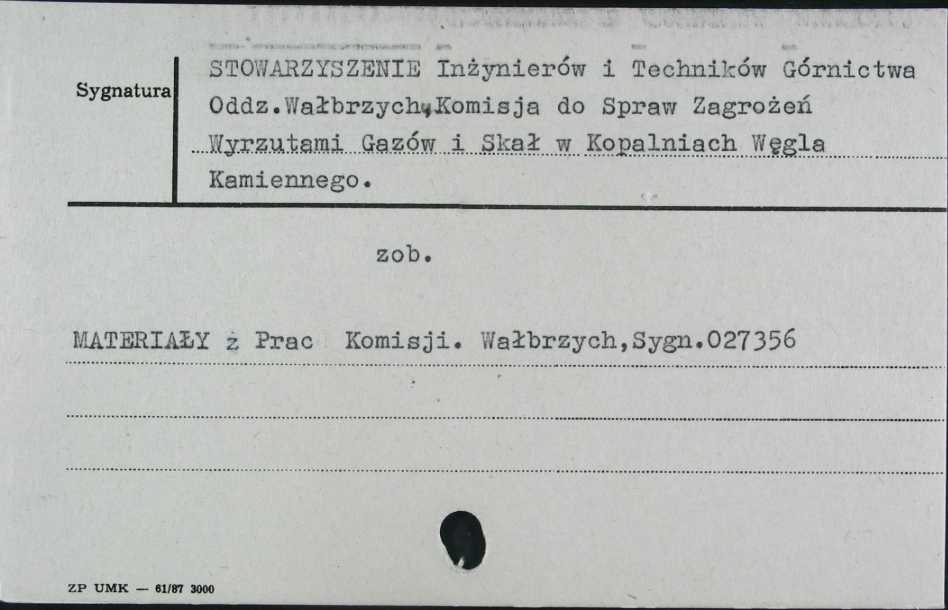 Sygnatura
STOWARZYSZENIE Inżynierów i Techników Górnictwa
Oddz.Wałbrzych,Komisja do Spraw Zagrożeń
Wyrzutami Gazów i Skał w Kopalniach Węgla
Kamiennego.
zob.
MATERIAŁY z Prac Komisji. Wałbrzych,Sygn.027356
ZP UMK — 61/87 3000